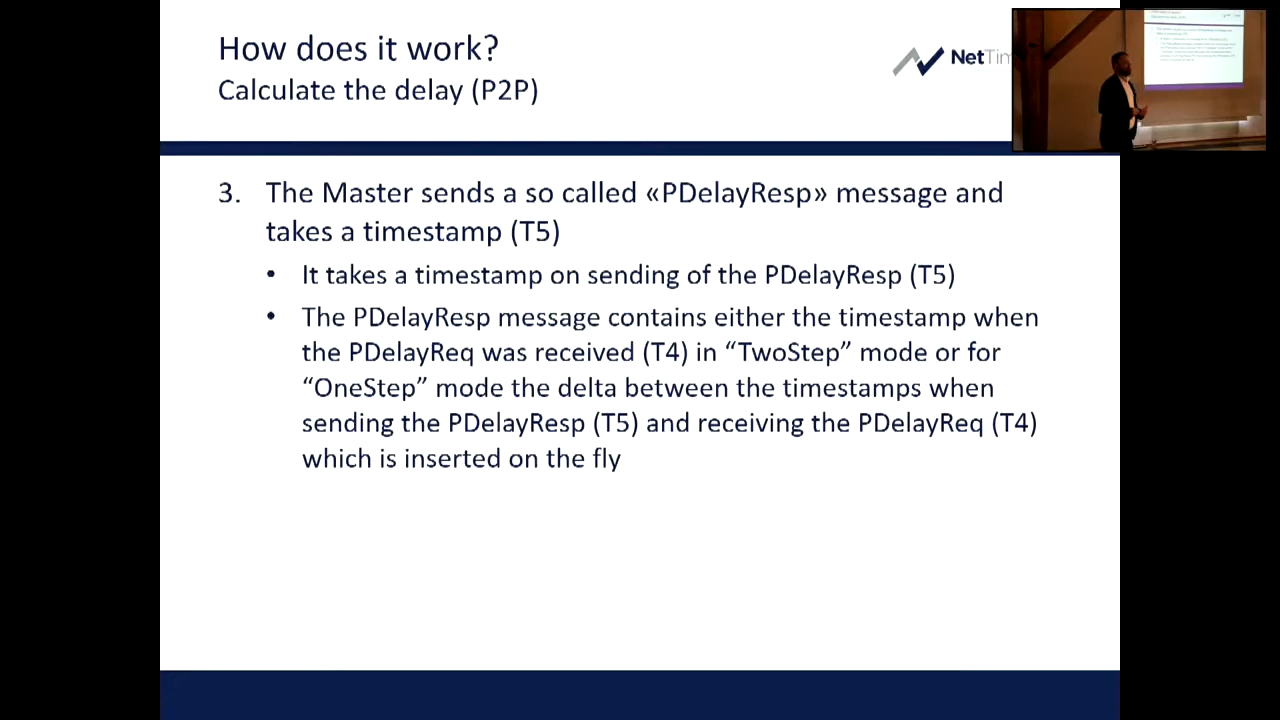 How does it work?
Calculate the delay (P2P)
3. The Master sends a so called «PDelayResp» message and
takes a timestamp (T5)
• It takes a timestamp on sending of the PDelayResp (T5)
• The PDelayResp message contains either the timestamp when
the PDelayReq was received (T4) in “TwoStep” mode or for
“OneStep” mode the delta between the timestamps when
sending the PDelayResp (T5) and receiving the PDelayReq (T4)
which is inserted on the fly